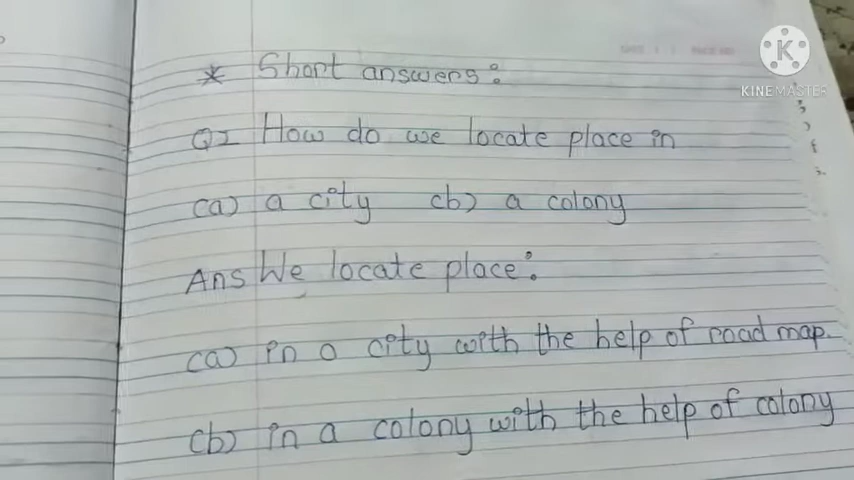 K
KINEMASTER
* Short answers:
Q1 How do we locate place in
(a) a city (b) a colony
Ans We locate place:
(a) in a city with the help of road map.
(b) in a colony with the help of colony